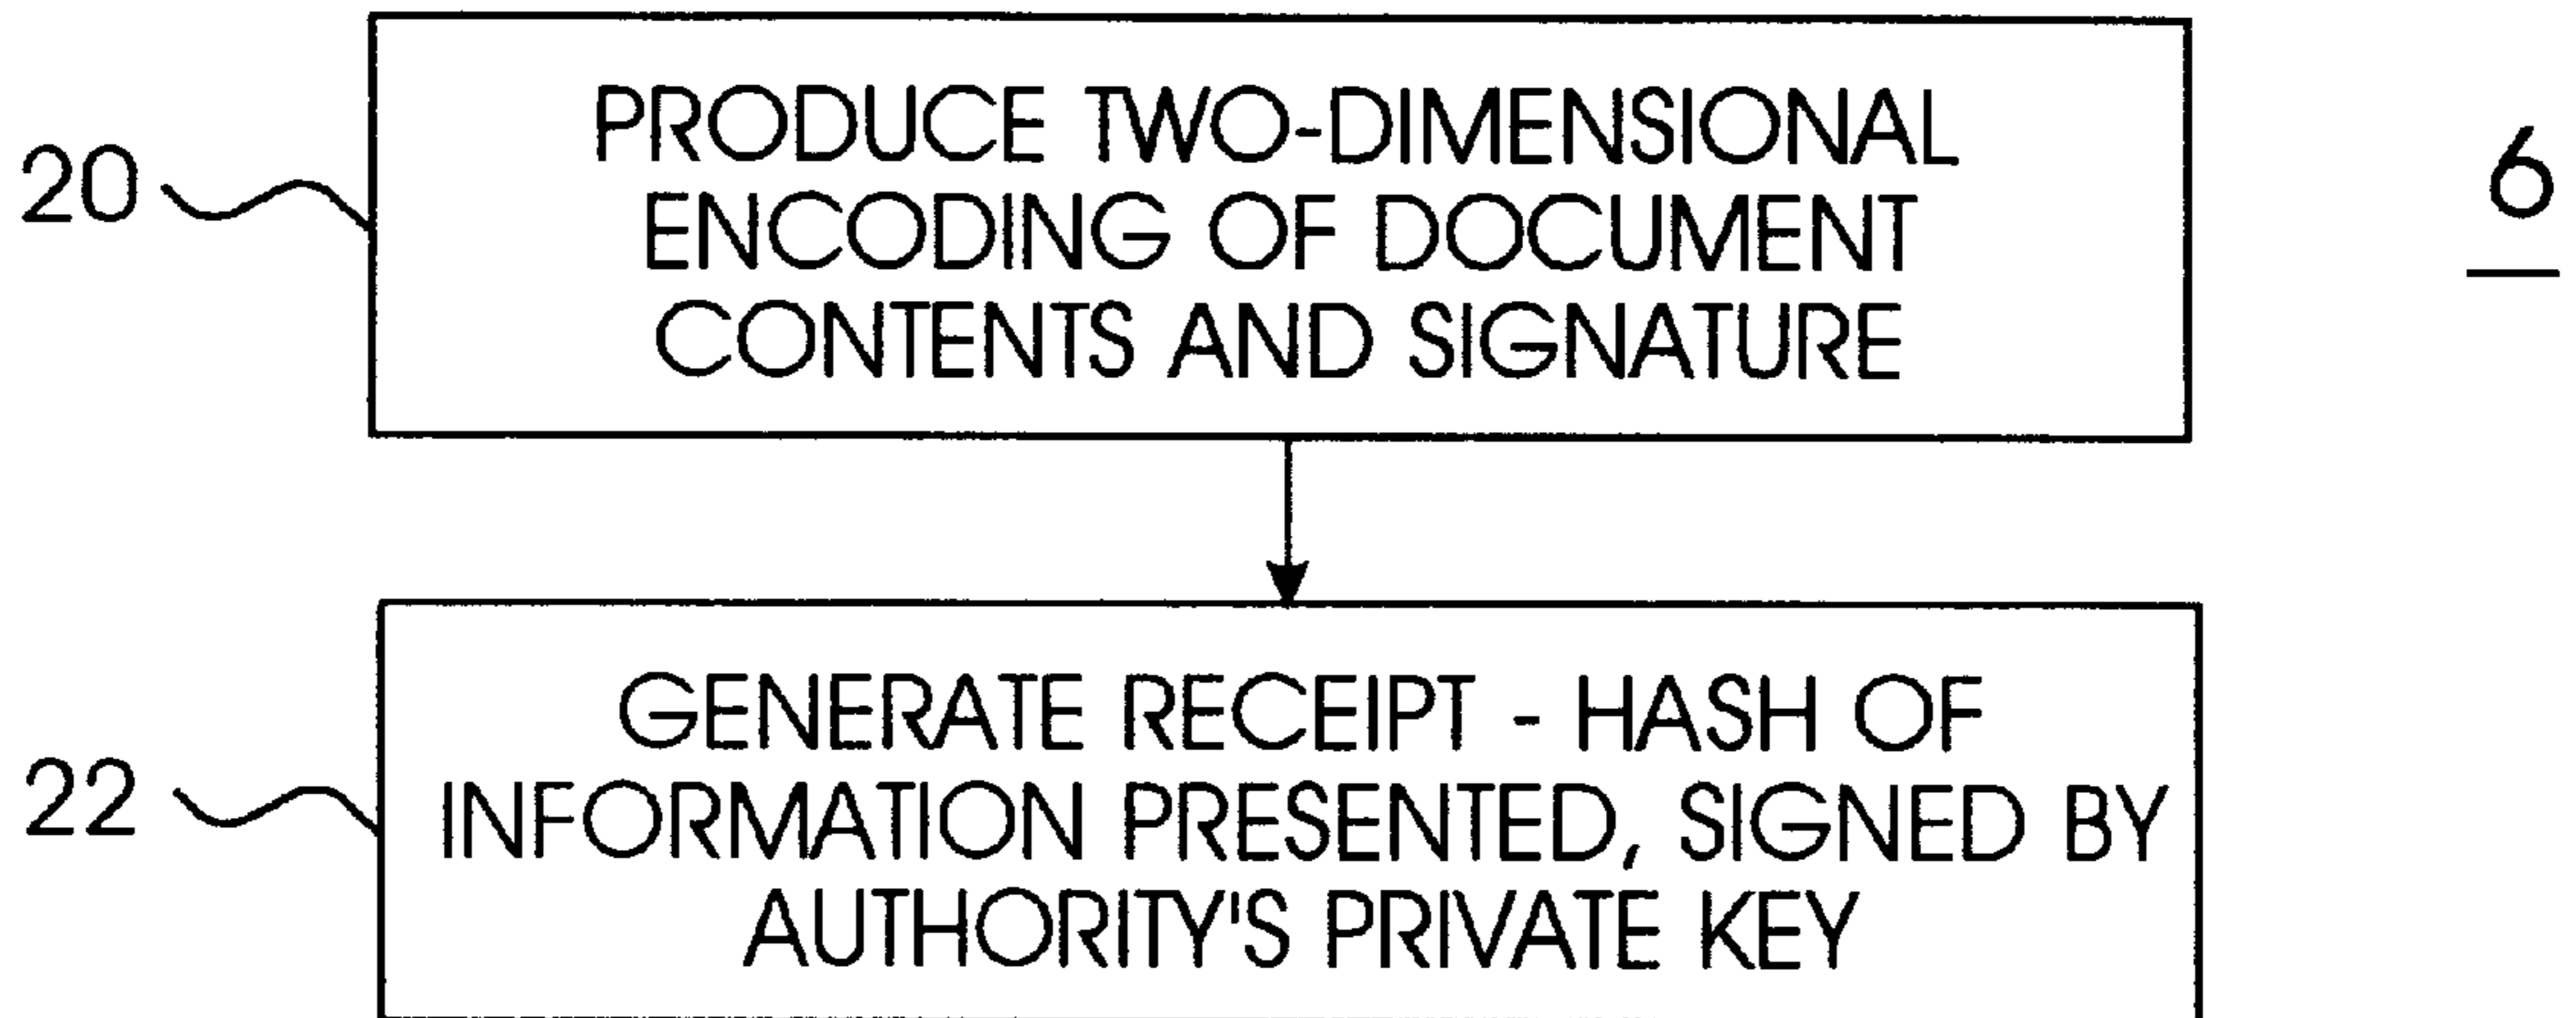 20
PRODUCE TWO-DIMENSIONAL
ENCODING OF DOCUMENT
CONTENTS AND SIGNATURE
6
22
GENERATE RECEIPT - HASH OF
INFORMATION PRESENTED, SIGNED BY
AUTHORITY'S PRIVATE KEY